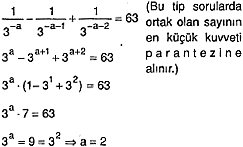 1/3^{-a} - 1/3^{-a-1} + 1/3^{-a-2} = 63
3^a - 3^{a+1} + 3^{a+2} = 63
3^a · (1 - 3^1 + 3^2) = 63
3^a · 7 = 63
3^a = 9 = 3^2 ⇒ a = 2
(Bu tip sorularda
ortak olan sayının
en küçük kuvveti
parantezine
alınır.)